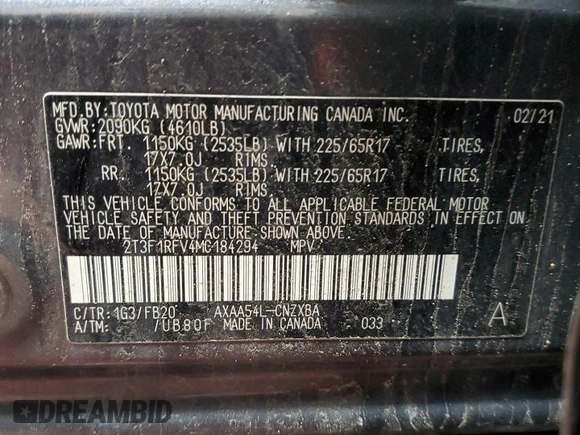 MFD.BY:TOYOTA MOTOR MANUFACTURING CANADA INC. 02/21
GVWR:2090KG (4610LB)
GAWR:FRT. 1150KG (2535LB) WITH 225/65R17 TIRES,
17X7.0J RIMS,
RR. 1150KG (2535LB) WITH 225/65R17 TIRES,
17X7.0J RIMS,
THIS VEHICLE CONFORMS TO ALL APPLICABLE FEDERAL MOTOR
VEHICLE SAFETY AND THEFT PREVENTION STANDARDS IN EFFECT ON
THE DATE OF MANUFACTURE SHOWN ABOVE.
2T3F1RFV4MC184294 MPV
C/TR:1G3/FB20 AXAA54L-CNZXBA
A/TM: /UB80F MADE IN CANADA 033 A
DREAMBID